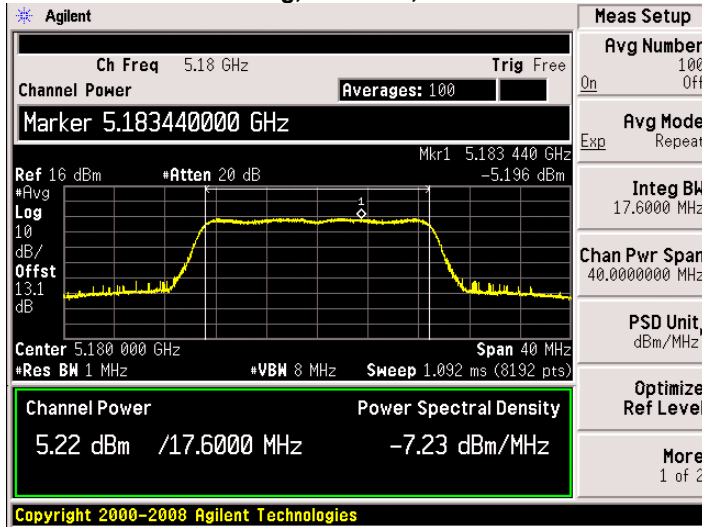 Agilent
Meas Setup
Ch Freq 5.18 GHz Trig Free
Channel Power Averages: 100
Marker 5.183440000 GHz
Mkr1 5.183 440 GHz
Ref 16 dBm #Atten 20 dB -5.196 dBm
#Avg
Log
10
dB/
Offst
13.1
dB
1
Center 5.180 000 GHz Span 40 MHz
#Res BW 1 MHz #VBW 8 MHz Sweep 1.092 ms (8192 pts)
Channel Power Power Spectral Density
5.22 dBm /17.6000 MHz -7.23 dBm/MHz
Copyright 2000-2008 Agilent Technologies
Avg Number
100
On Off
Avg Mode
Exp Repeat
Integ BW
17.6000 MHz
Chan Pwr Span
40.0000000 MHz
PSD Unit
dBm/MHz
Optimize
Ref Level
More
1 of 2